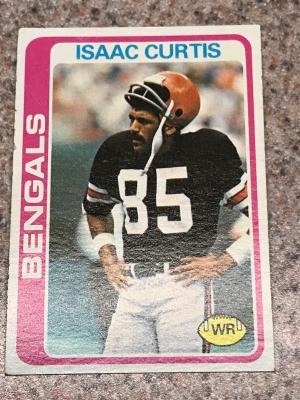 ISAAC CURTIS
BENGALS
85
WR